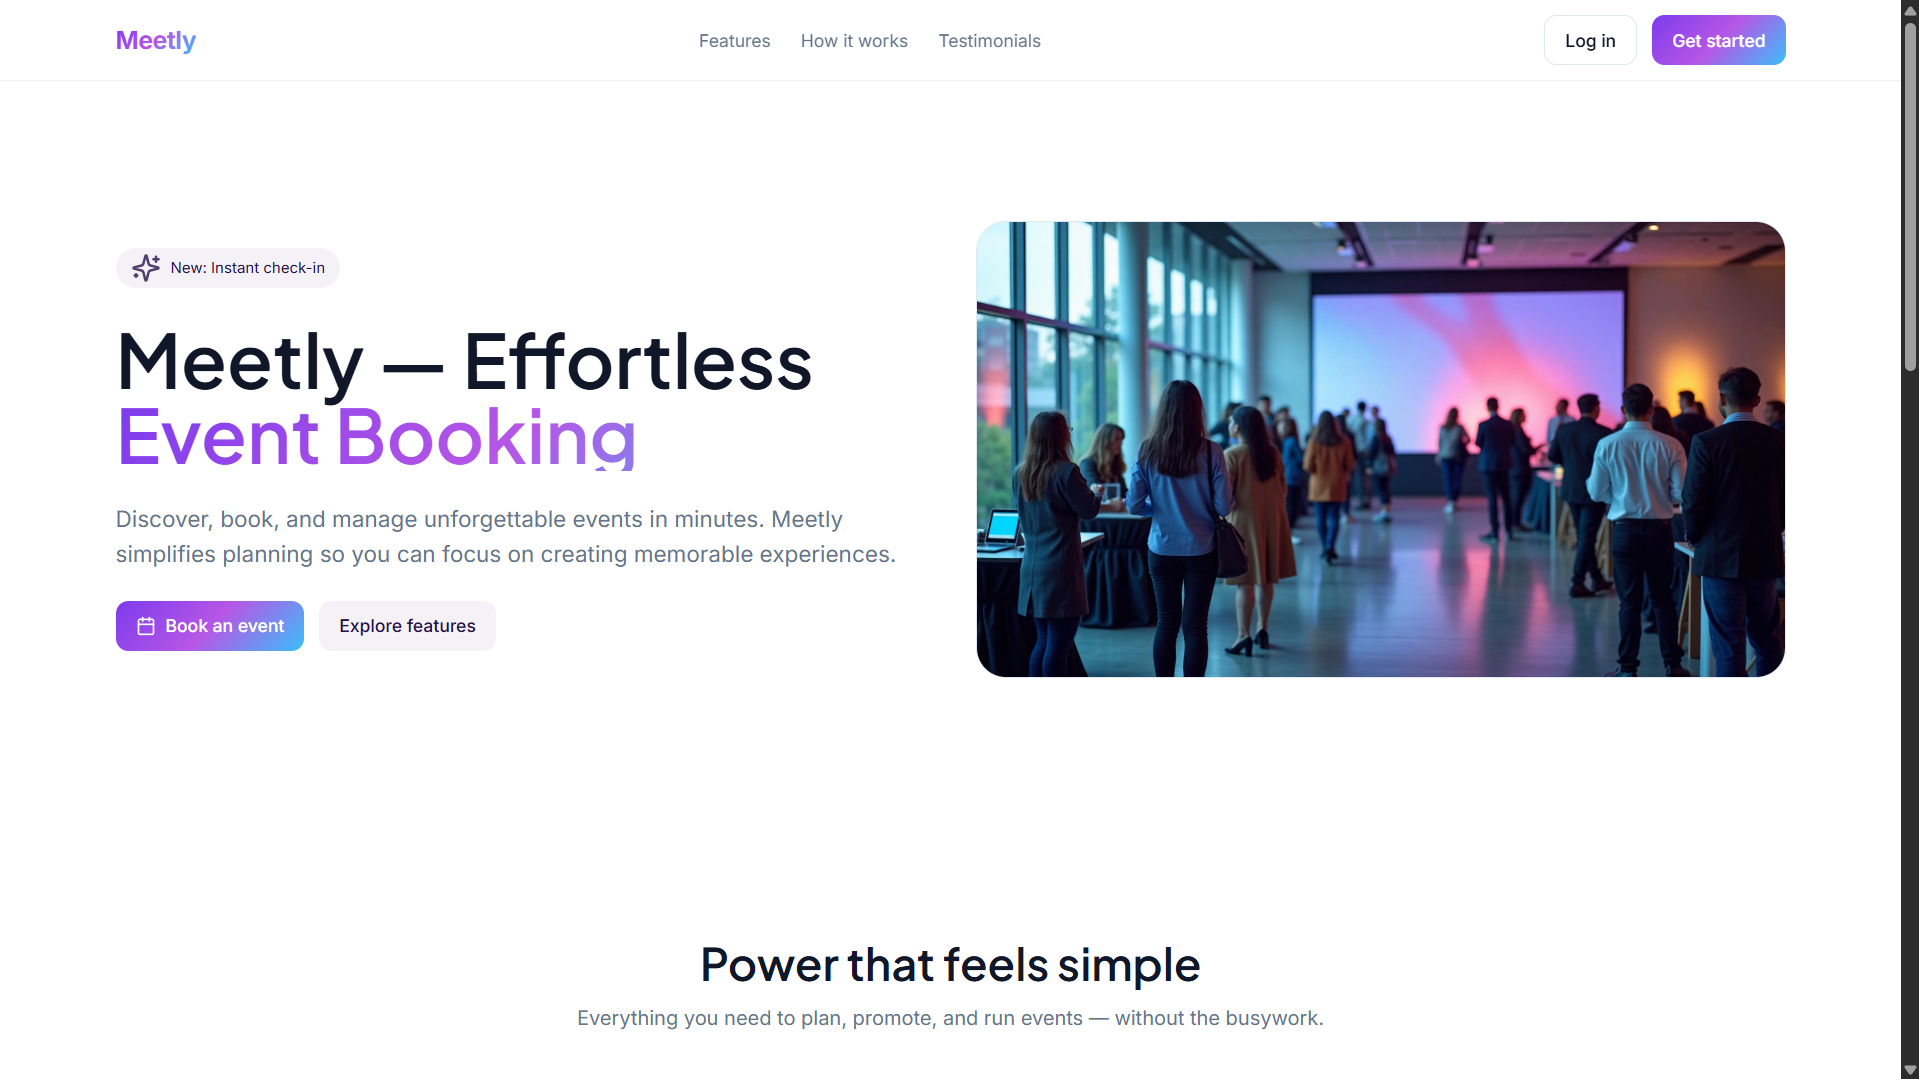 Meetly
Features
How it works
Testimonials
Log in
Get started
New: Instant check-in
Meetly — Effortless
Event Booking
Discover, book, and manage unforgettable events in minutes. Meetly
simplifies planning so you can focus on creating memorable experiences.
Book an event
Explore features
Power that feels simple
Everything you need to plan, promote, and run events — without the busywork.